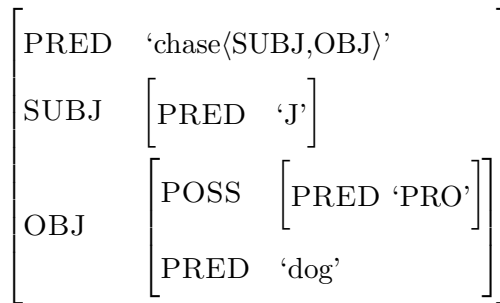 PRED ‘chase⟨SUBJ,OBJ⟩’
SUBJ [PRED ‘J’]
OBJ [POSS [PRED ‘PRO’]
PRED ‘dog’]